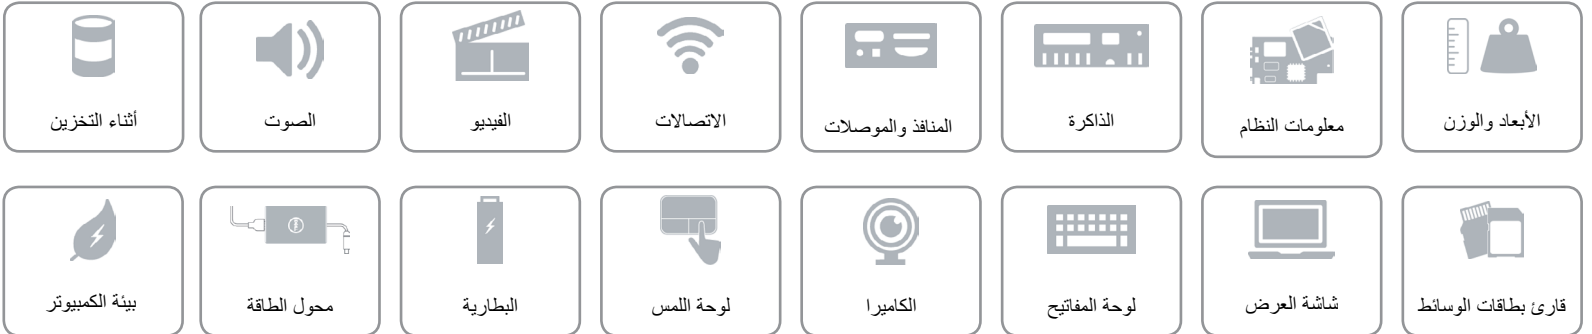 الأبعاد والوزن
معلومات النظام
الذاكرة
المنافذ والموصلات
الاتصالات
الفيديو
الصوت
أثناء التخزين
قارئ بطاقات الوسائط
شاشة العرض
لوحة المفاتيح
الكاميرا
لوحة اللمس
البطارية
محول الطاقة
بيئة الكمبيوتر